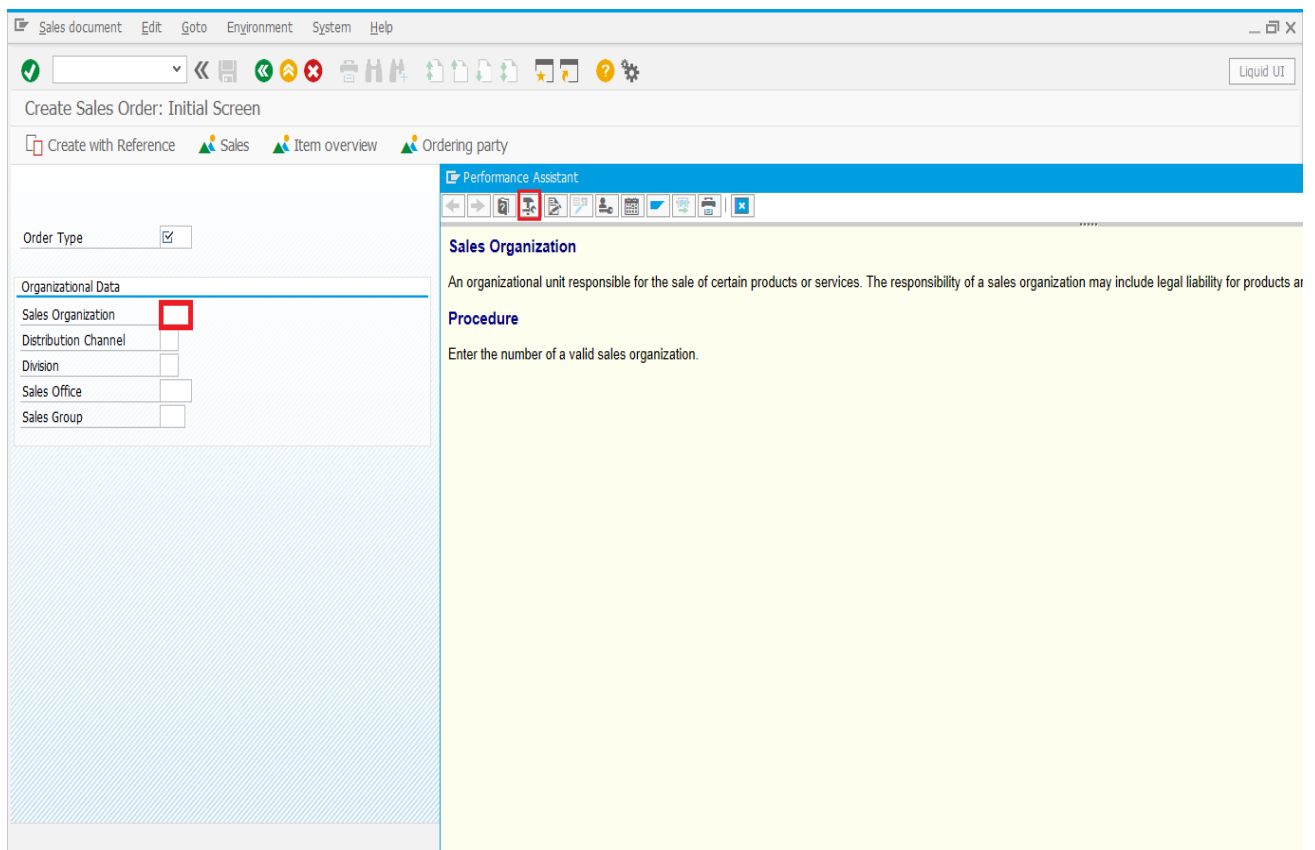 Sales document Edit Goto Environment System Help
Liquid UI
Create Sales Order: Initial Screen
Create with Reference Sales Item overview Ordering party
Performance Assistant
Order Type
Organizational Data
Sales Organization
Distribution Channel
Division
Sales Office
Sales Group
Sales Organization
An organizational unit responsible for the sale of certain products or services. The responsibility of a sales organization may include legal liability for products
Procedure
Enter the number of a valid sales organization.